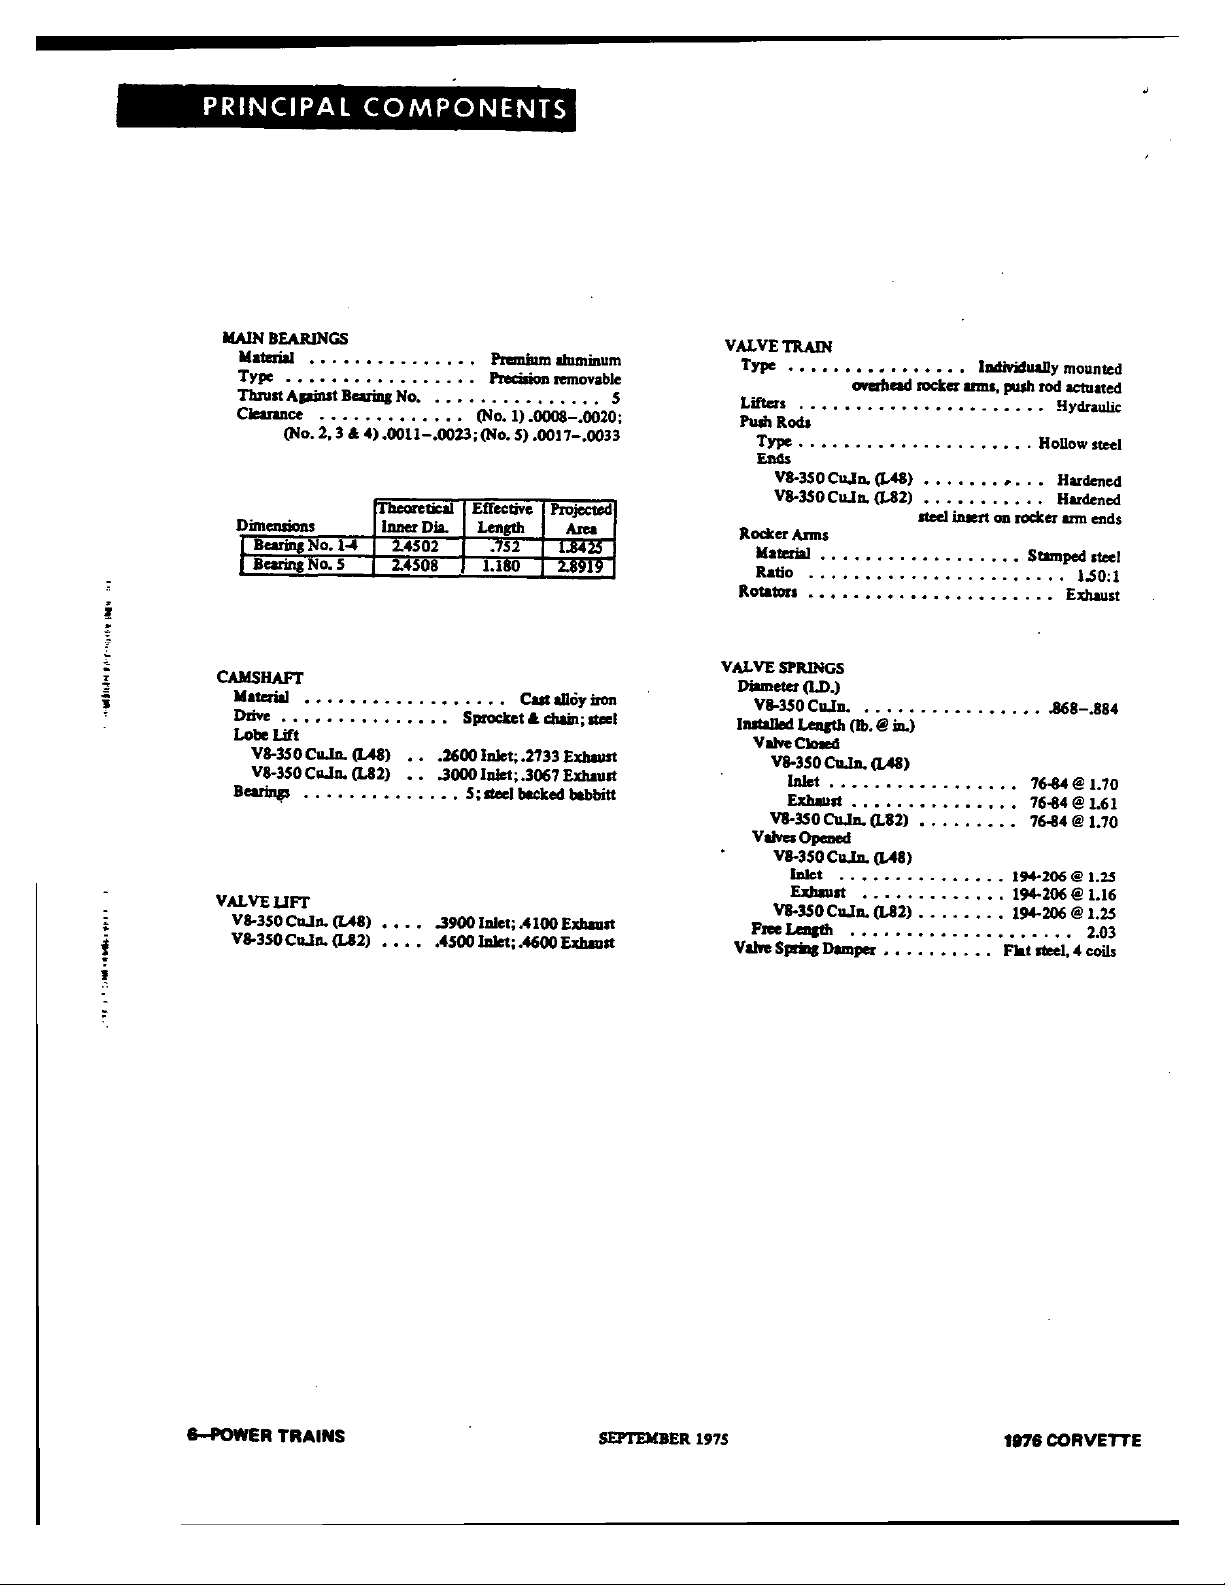 PRINCIPAL COMPONENTS
MAIN BEARINGS
Material . . . . . . . . . . . . . . . Premium aluminum
Type . . . . . . . . . . . . . . . . . Precision removable
Thrust Against Bearing No. . . . . . . . . . . . . . . . 5
Clearance . . . . . . . . . . . . . (No. 1) .0008-.0020;
(No. 2, 3 & 4) .0011-.0023; (No. 5) .0017-.0033
Dimensions Theoretical Inner Dia. Effective Length Projected Area
Bearing No. 1-4 2.4502 .752 1.8425
Bearing No. 5 2.4508 1.180 2.8919
CAMSHAFT
Material . . . . . . . . . . . . . . . . . . Cast alloy iron
Drive . . . . . . . . . . . . . . . Sprocket & chain; steel
Lobe Lift
V8-350 Cu.In. (L48) . . .2600 Inlet; .2733 Exhaust
V8-350 Cu.In. (L82) . . .3000 Inlet; .3067 Exhaust
Bearings . . . . . . . . . . . . . . 5; steel backed babbitt
VALVE LIFT
V8-350 Cu.In. (L48) . . . . .3900 Inlet; .4100 Exhaust
V8-350 Cu.In. (L82) . . . . .4500 Inlet; .4600 Exhaust
VALVE TRAIN
Type . . . . . . . . . . . . . . . . Individually mounted
overhead rocker arms, push rod actuated
Lifters . . . . . . . . . . . . . . . . . . . . . . Hydraulic
Push Rods
Type . . . . . . . . . . . . . . . . . . . . . Hollow steel
Ends
V8-350 Cu.In. (L48) . . . . . . . . . . . Hardened
V8-350 Cu.In. (L82) . . . . . . . . . . . Hardened
steel insert on rocker arm ends
Rocker Arms
Material . . . . . . . . . . . . . . . . . . Stamped steel
Ratio . . . . . . . . . . . . . . . . . . . . . . . 1.50:1
Rotators . . . . . . . . . . . . . . . . . . . . . . Exhaust
VALVE SPRINGS
Diameter (I.D.)
V8-350 Cu.In. . . . . . . . . . . . . . . . . . .868-.884
Installed Length (lb. @ in.)
Valve Closed
V8-350 Cu.In. (L48)
Inlet . . . . . . . . . . . . . . . . . 76-84 @ 1.70
Exhaust . . . . . . . . . . . . . . . 76-84 @ 1.61
V8-350 Cu.In. (L82) . . . . . . . . . 76-84 @ 1.70
Valves Opened
V8-350 Cu.In. (L48)
Inlet . . . . . . . . . . . . . . . 194-206 @ 1.25
Exhaust . . . . . . . . . . . . . 194-206 @ 1.16
V8-350 Cu.In. (L82) . . . . . . . . 194-206 @ 1.25
Free Length . . . . . . . . . . . . . . . . . . . . 2.03
Valve Spring Damper . . . . . . . . . . Flat steel, 4 coils
6—POWER TRAINS SEPTEMBER 1975 1976 CORVETTE